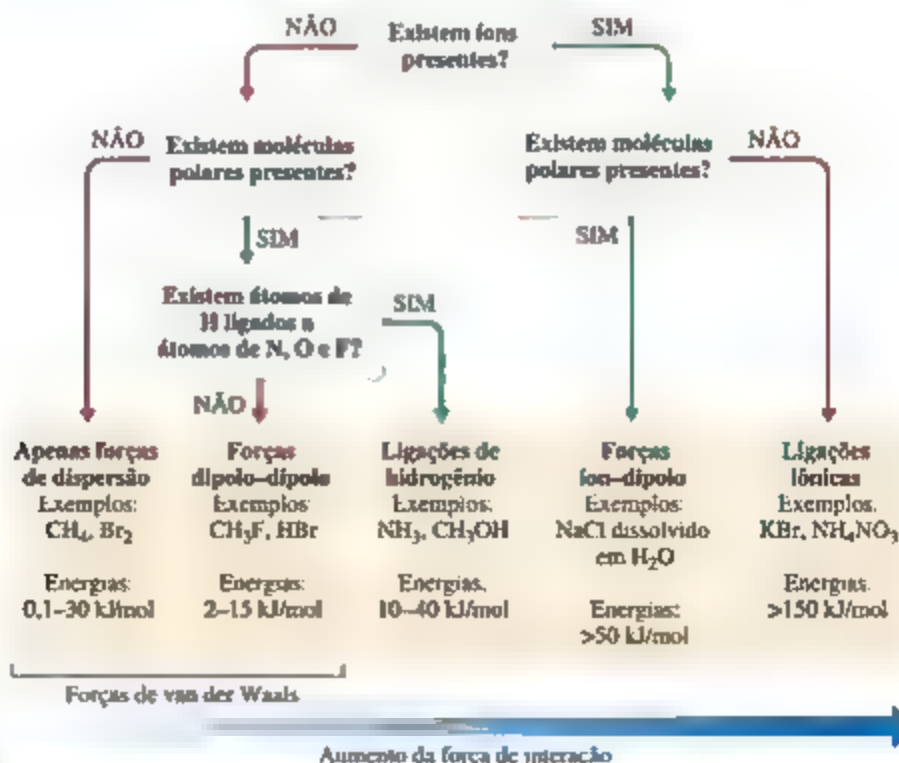 NÃO
Existem íons
presentes?
SIM
NÃO
Existem moléculas
polares presentes?
Existem moléculas
polares presentes?
NÃO
SIM
SIM
Existem átomos de
H ligados a
átomos de N, O e F?
SIM
NÃO
Apenas forças
de dispersão
Exemplos:
CH₄, Br₂
Energias:
0,1–30 kJ/mol
Forças
dipolo–dipolo
Exemplos:
CH₃F, HBr
Energias:
2–15 kJ/mol
Ligações de
hidrogênio
Exemplos:
NH₃, CH₃OH
Energias:
10–40 kJ/mol
Forças
íon–dipolo
Exemplos:
NaCl dissolvido
em H₂O
Energias:
>50 kJ/mol
Ligações
iônicas
Exemplos:
KBr, NH₄NO₃
Energias:
>150 kJ/mol
Forças de van der Waals
Aumento da força de interação